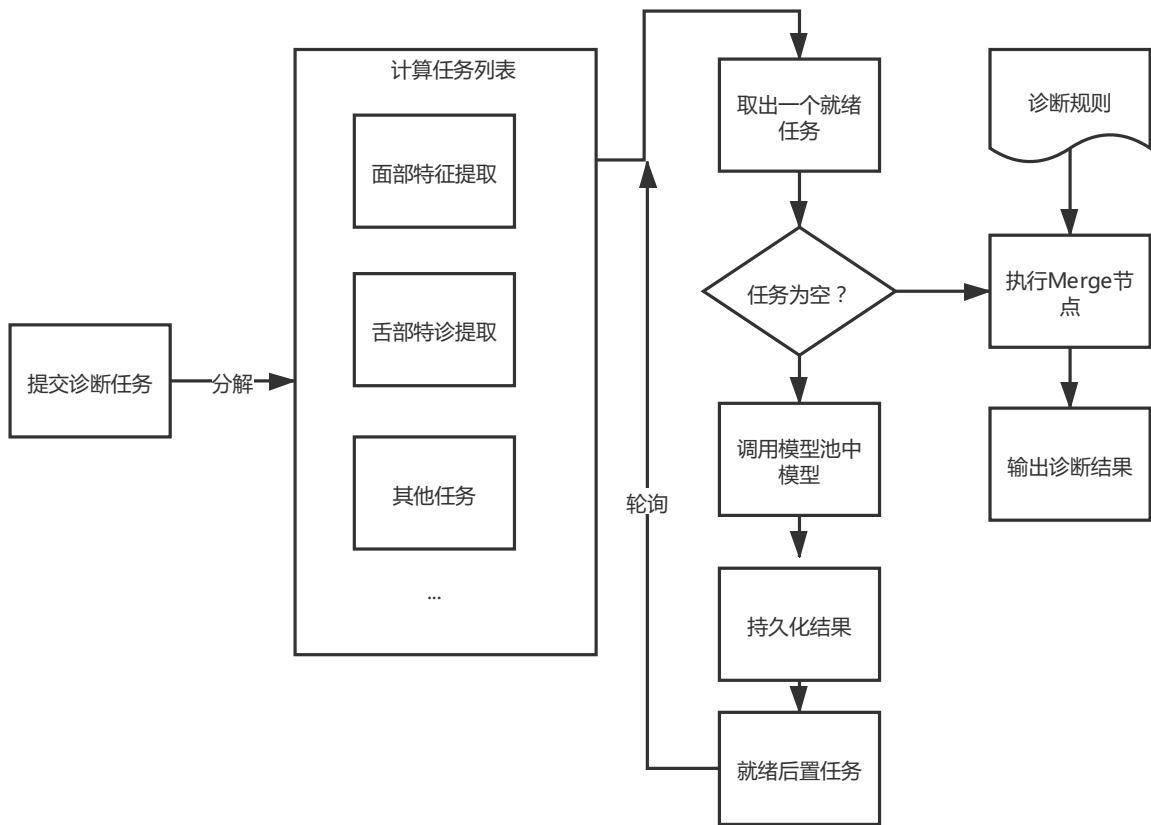 提交诊断任务
分解
计算任务列表
面部特征提取
舌部特诊提取
其他任务
...
轮询
取出一个就绪
任务
任务为空？
调用模型池中
模型
持久化结果
就绪后置任务
诊断规则
执行Merge节
点
输出诊断结果